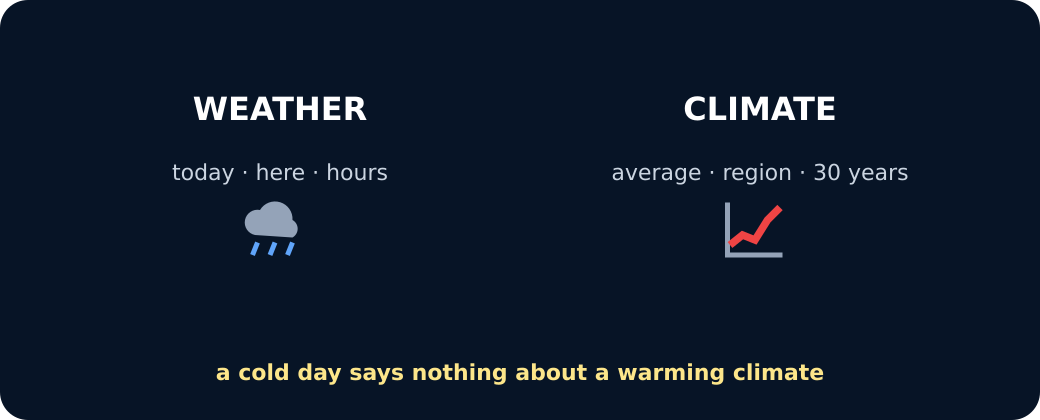 WEATHER
today · here · hours
CLIMATE
average · region · 30 years
a cold day says nothing about a warming climate